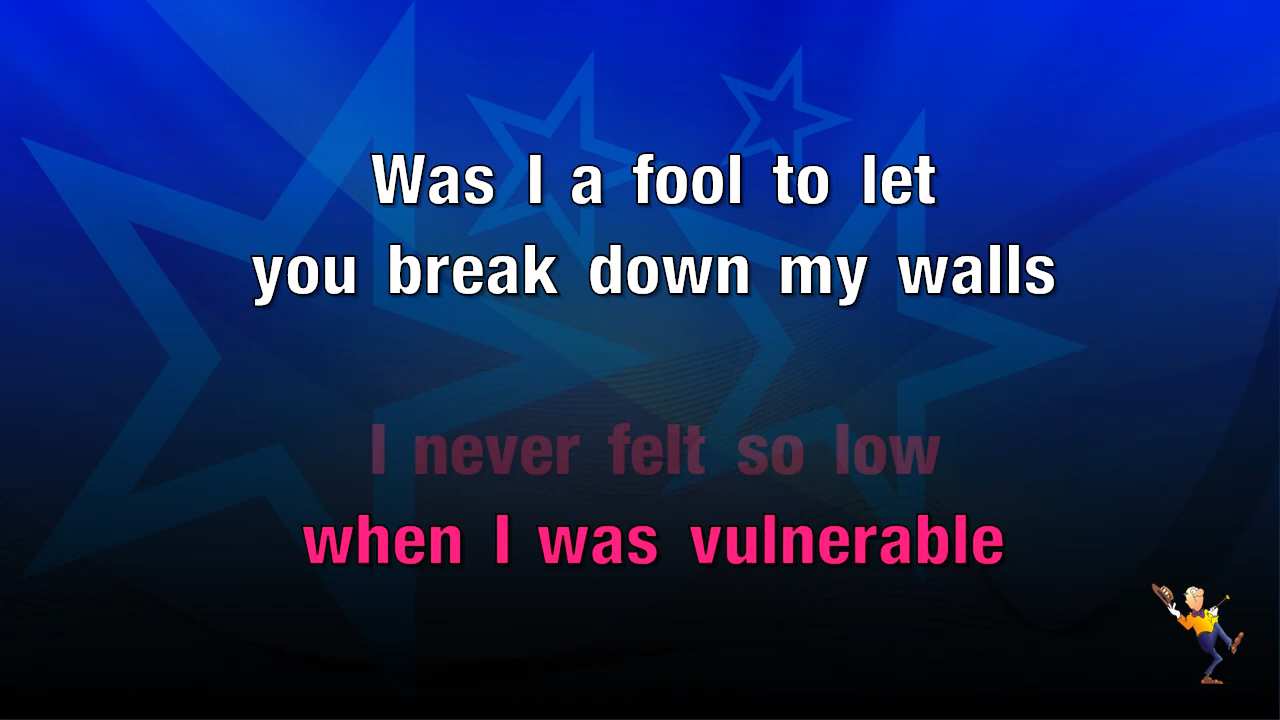 Was I a fool to let
you break down my walls
I never felt so low
when I was vulnerable